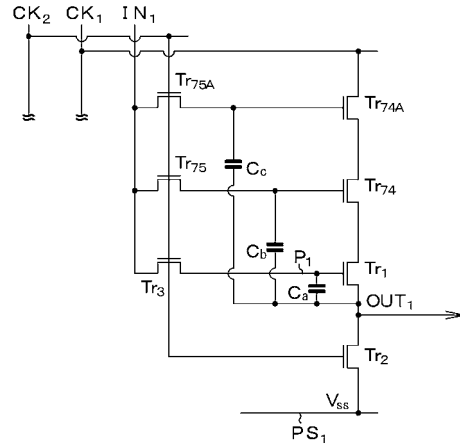 CK₂ CK₁ IN₁
Tr₇₅A
Tr₇₄A
Cc
Tr₇₅
Tr₇₄
Cb
P₁
Tr₃
Tr₁
Ca
OUT₁
Tr₂
Vss
PS₁